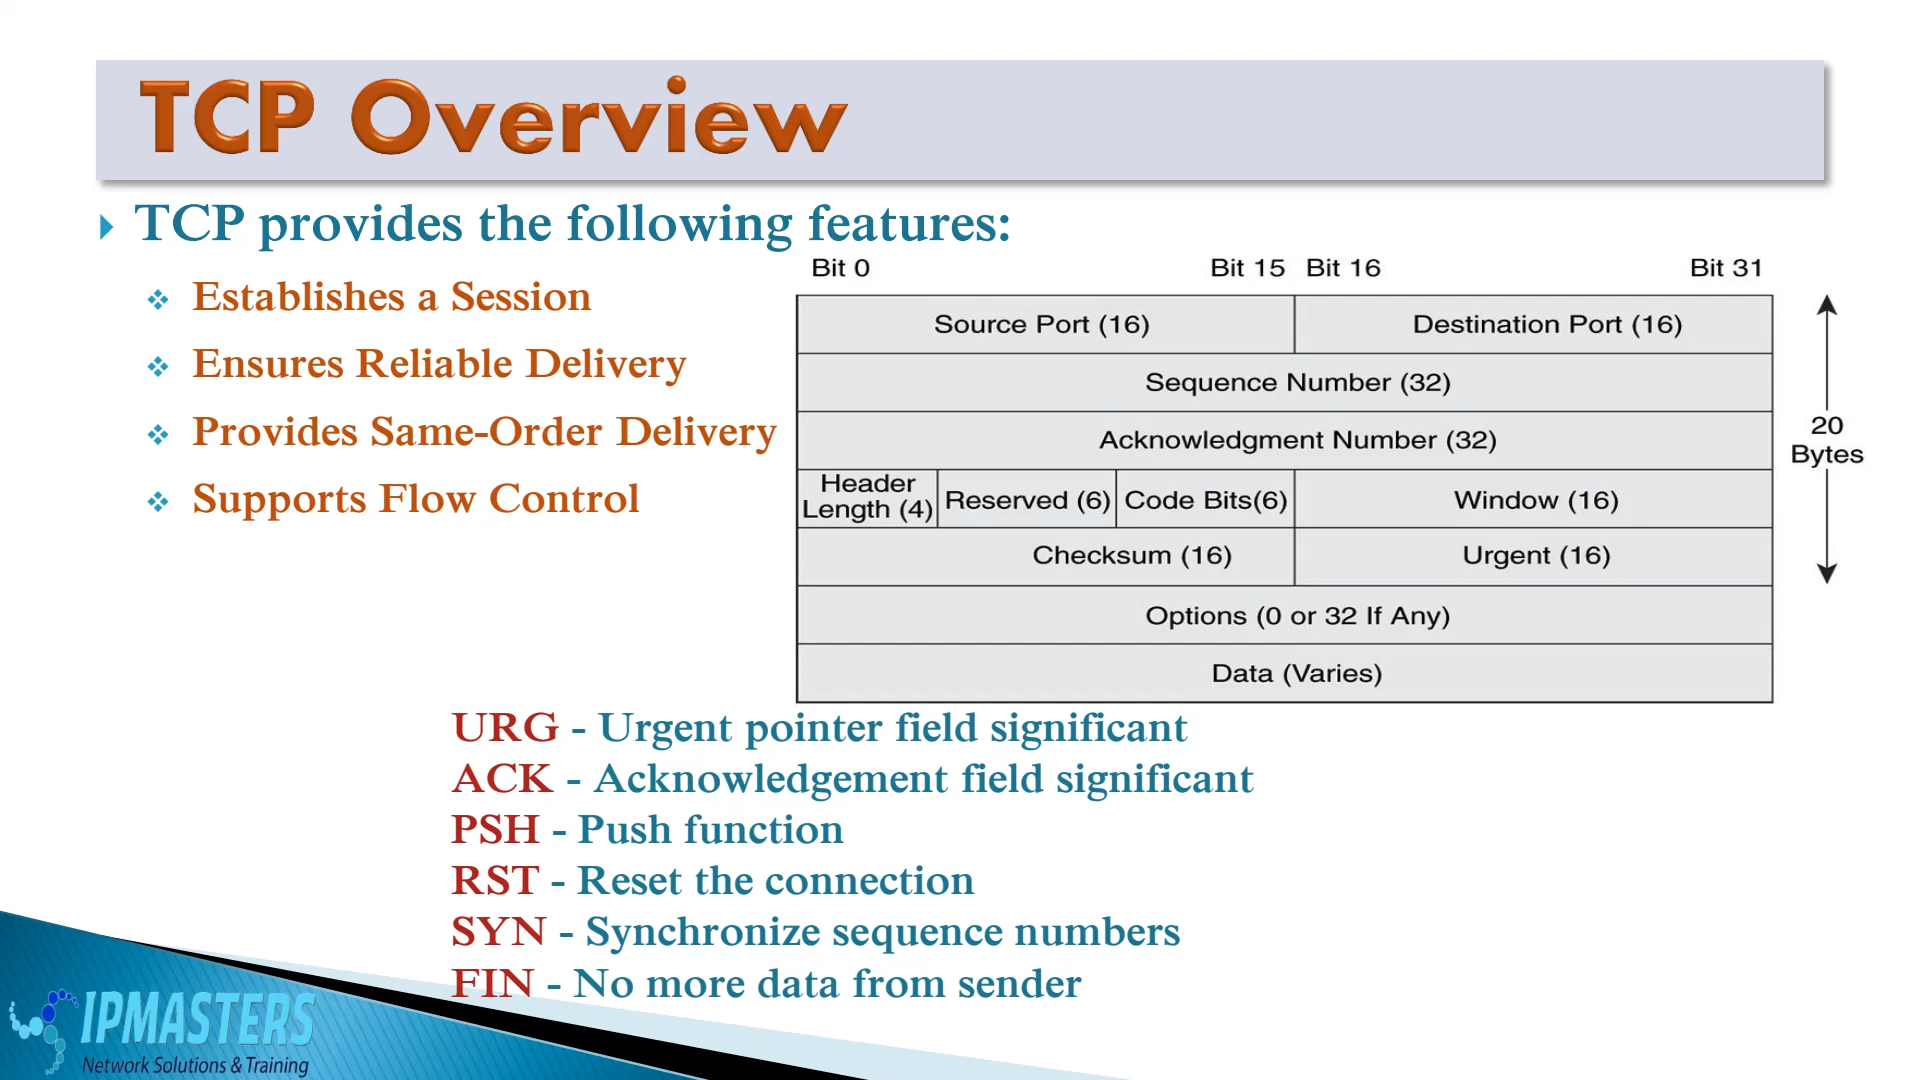 TCP Overview
TCP provides the following features:
Establishes a Session
Ensures Reliable Delivery
Provides Same-Order Delivery
Supports Flow Control
Bit 0 Bit 15 Bit 16 Bit 31
Source Port (16) Destination Port (16)
Sequence Number (32)
Acknowledgment Number (32)
Header
Length (4) Reserved (6) Code Bits(6) Window (16)
Checksum (16) Urgent (16)
Options (0 or 32 If Any)
Data (Varies)
20
Bytes
URG - Urgent pointer field significant
ACK - Acknowledgement field significant
PSH - Push function
RST - Reset the connection
SYN - Synchronize sequence numbers
FIN - No more data from sender
IPMASTERS
Network Solutions & Training